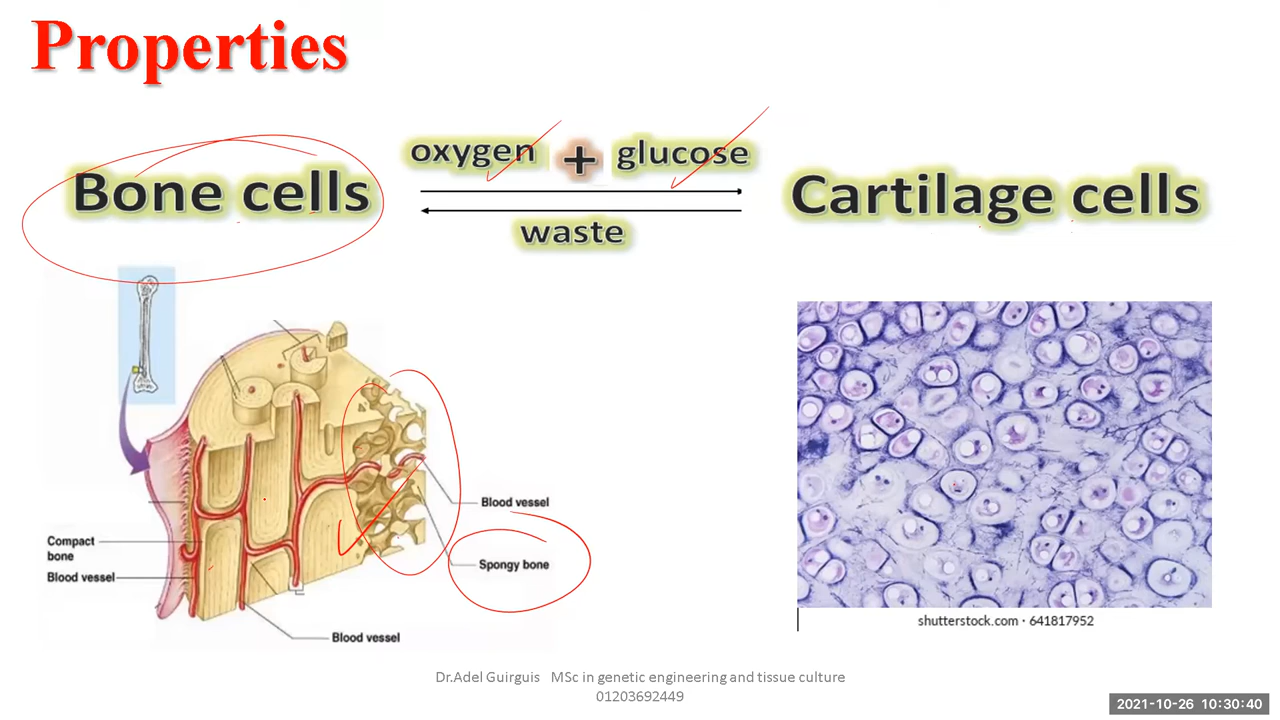 Properties
oxygen + glucose
Bone cells
Cartilage cells
waste
Blood vessel
Compact
bone
Spongy bone
Blood vessel
Blood vessel
shutterstock.com · 641817952
Dr.Adel Guirguis MSc in genetic engineering and tissue culture
01203692449
2021-10-26 10:30:40